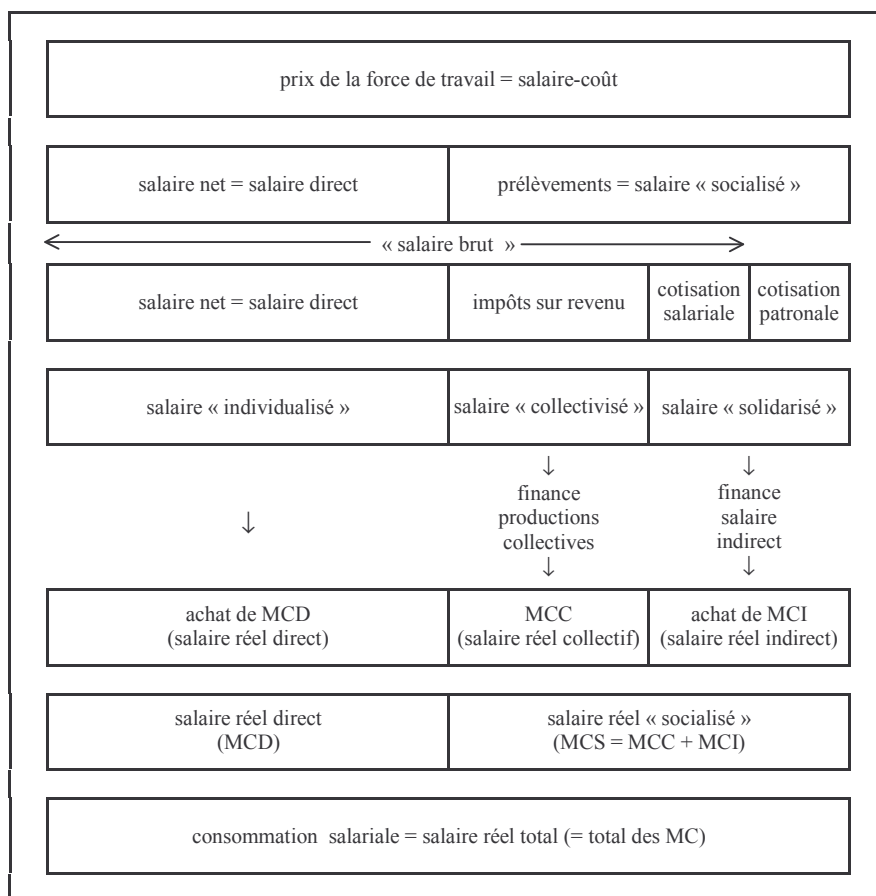 prix de la force de travail = salaire-coût
salaire net = salaire direct
prélèvements = salaire « socialisé »
« salaire brut »
salaire net = salaire direct
impôts sur revenu
cotisation
salariale
cotisation
patronale
salaire « individualisé »
salaire « collectivisé »
salaire « solidarisé »
↓
↓
finance
productions
collectives
↓
↓
finance
salaire
indirect
↓
achat de MCD
(salaire réel direct)
MCC
(salaire réel collectif)
achat de MCI
(salaire réel indirect)
salaire réel direct
(MCD)
salaire réel « socialisé »
(MCS = MCC + MCI)
consommation salariale = salaire réel total (= total des MC)